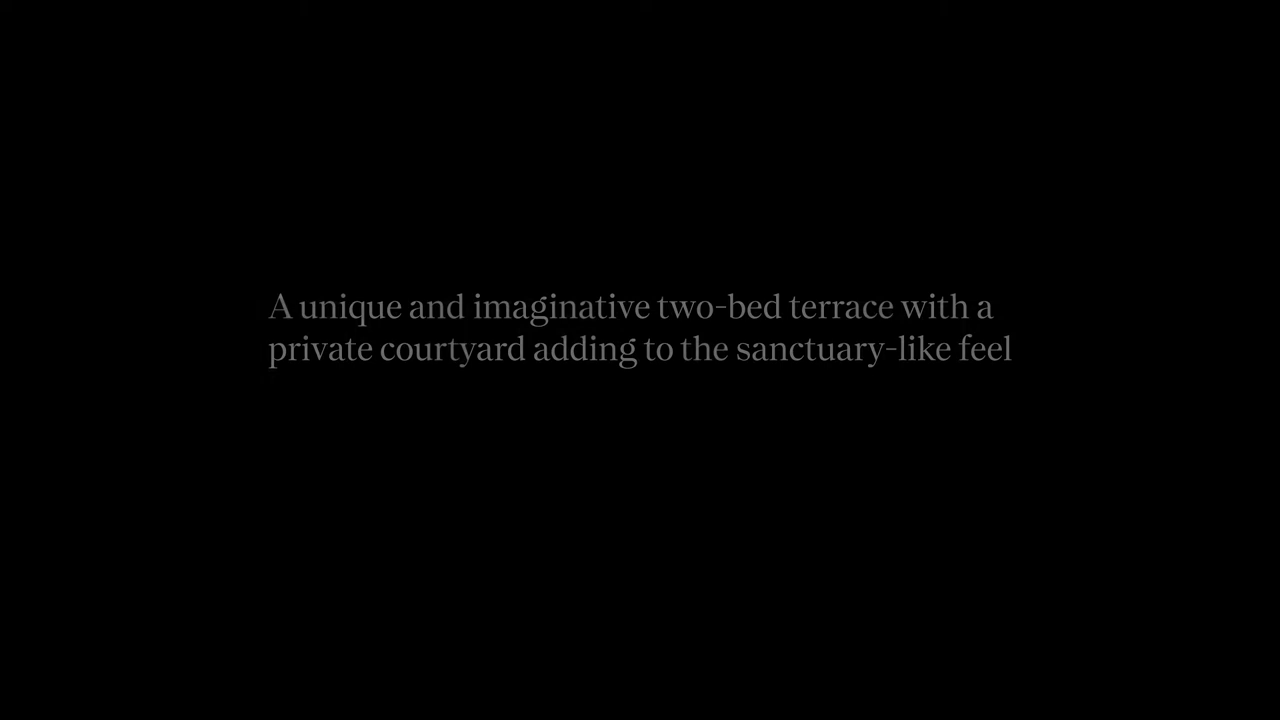 A unique and imaginative two-bed terrace with a
private courtyard adding to the sanctuary-like feel